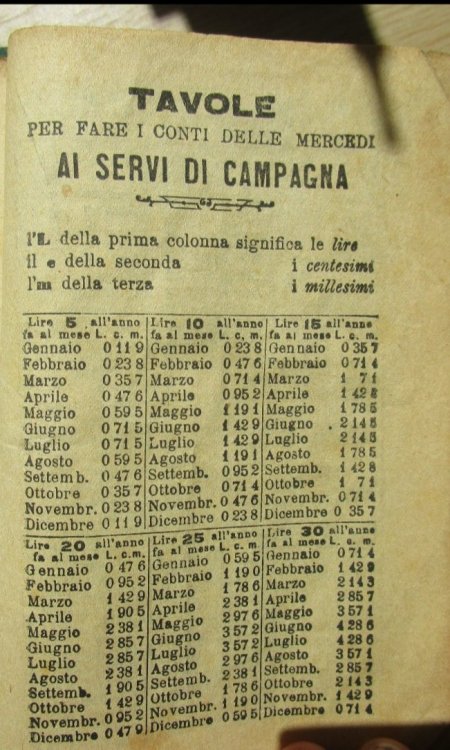 TAVOLE
PER FARE I CONTI DELLE MERCEDI
AI SERVI DI CAMPAGNA
l'L della prima colonna significa le lire
il c della seconda i centesimi
l'm della terza i millesimi
Lire 5 all'anno Lire 10 all'anno Lire 15 all'anno
fa al mese L. c. m. fa al mese L. c. m. fa al mese L. c. m.
Gennaio 0 11 9 Gennaio 0 23 8 Gennaio 0 35 7
Febbraio 0 23 8 Febbraio 0 47 6 Febbraio 0 71 4
Marzo 0 35 7 Marzo 0 71 4 Marzo 1 7 1
Aprile 0 47 6 Aprile 0 95 2 Aprile 1 42 8
Maggio 0 59 5 Maggio 1 19 1 Maggio 1 78 5
Giugno 0 71 5 Giugno 1 42 9 Giugno 2 14 5
Luglio 0 71 5 Luglio 1 42 9 Luglio 2 14 5
Agosto 0 59 5 Agosto 1 19 1 Agosto 1 78 5
Settemb. 0 47 6 Settemb. 0 95 2 Settemb. 1 42 8
Ottobre 0 35 7 Ottobre 0 71 4 Ottobre 1 7 1
Novembr. 0 23 8 Novembr. 0 47 6 Novembr. 0 71 4
Dicembre 0 11 9 Dicembre 0 23 8 Dicembre 0 35 7
Lire 20 all'anno Lire 25 all'anno Lire 30 all'anno
fa al mese L. c. m. fa al mese L. c. m. fa al mese L. c. m.
Gennaio 0 47 6 Gennaio 0 59 5 Gennaio 0 71 4
Febbraio 0 95 2 Febbraio 1 19 0 Febbraio 1 42 9
Marzo 1 42 9 Marzo 1 78 6 Marzo 2 14 3
Aprile 1 90 5 Aprile 2 38 1 Aprile 2 85 7
Maggio 2 38 1 Maggio 2 97 6 Maggio 3 57 1
Giugno 2 85 7 Giugno 3 57 2 Giugno 4 28 6
Luglio 2 85 7 Luglio 3 57 2 Luglio 4 28 6
Agosto 2 38 1 Agosto 2 97 6 Agosto 3 57 1
Settemb. 1 90 5 Settemb. 2 38 1 Settemb. 2 85 7
Ottobre 1 42 9 Ottobre 1 78 6 Ottobre 2 14 3
Novembr. 0 95 2 Novembr. 1 19 0 Novembr. 1 42 9
Dicembre 0 47 9 Dicembre 0 59 5 Dicembre 0 71 4